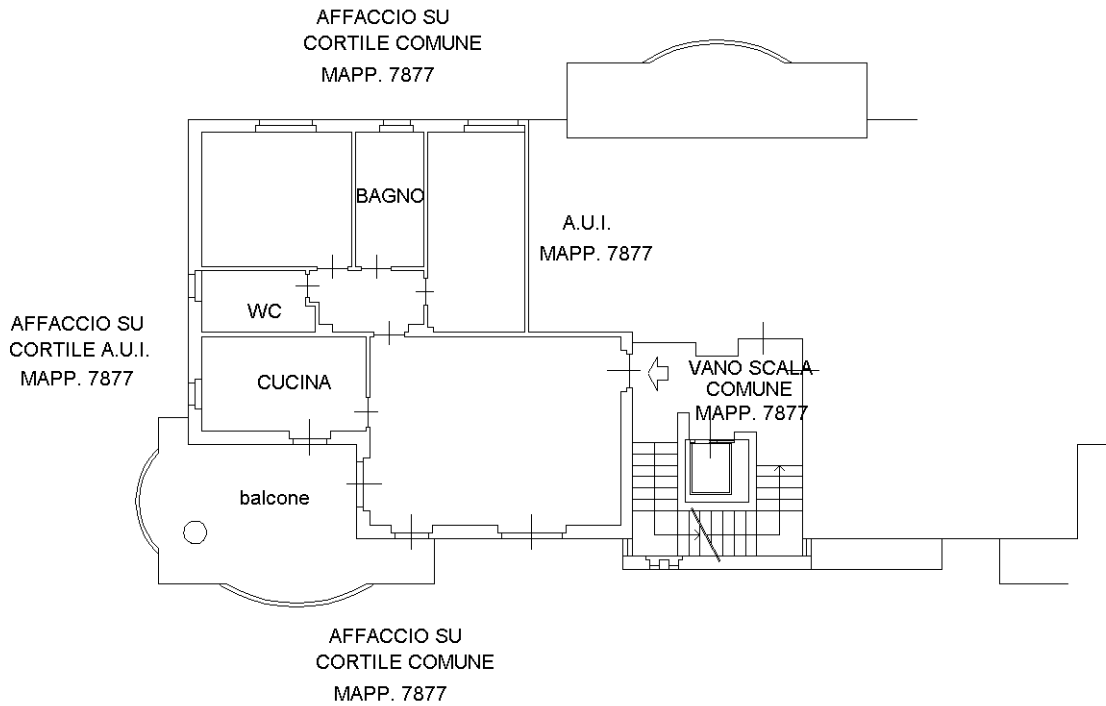 AFFACCIO SU
CORTILE COMUNE
MAPP. 7877
BAGNO
A.U.I.
MAPP. 7877
WC
AFFACCIO SU
CORTILE A.U.I.
MAPP. 7877
CUCINA
VANO SCALA
COMUNE
MAPP. 7877
balcone
AFFACCIO SU
CORTILE COMUNE
MAPP. 7877